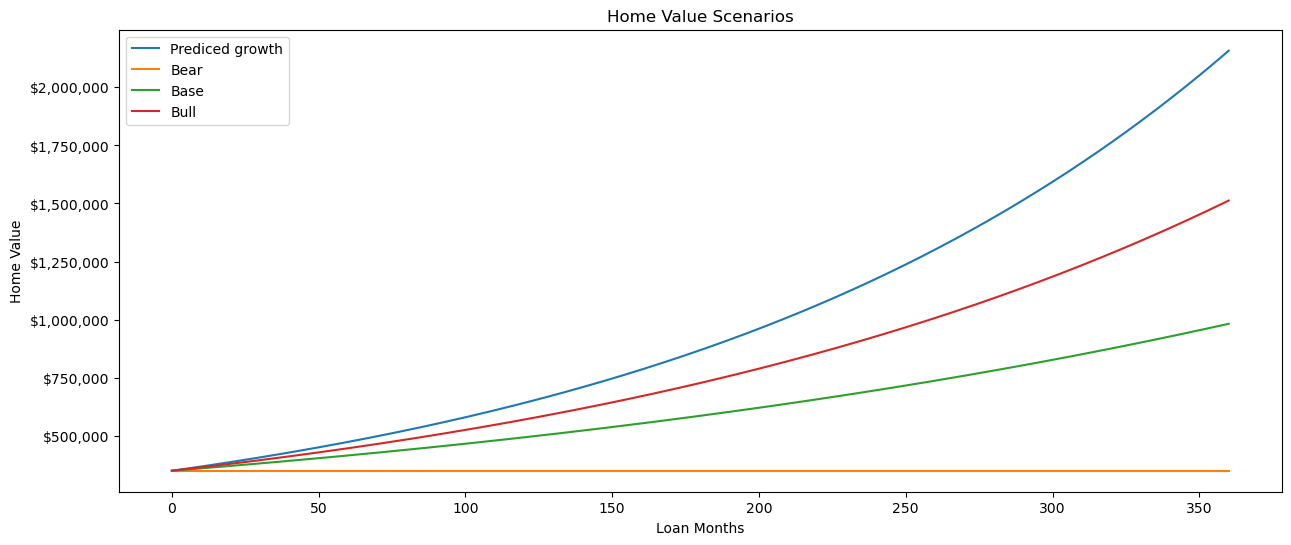 Home Value Scenarios
Prediced growth
Bear
Base
Bull
$2,000,000
$1,750,000
$1,500,000
$1,250,000
$1,000,000
$750,000
$500,000
Home Value
0 50 100 150 200 250 300 350
Loan Months